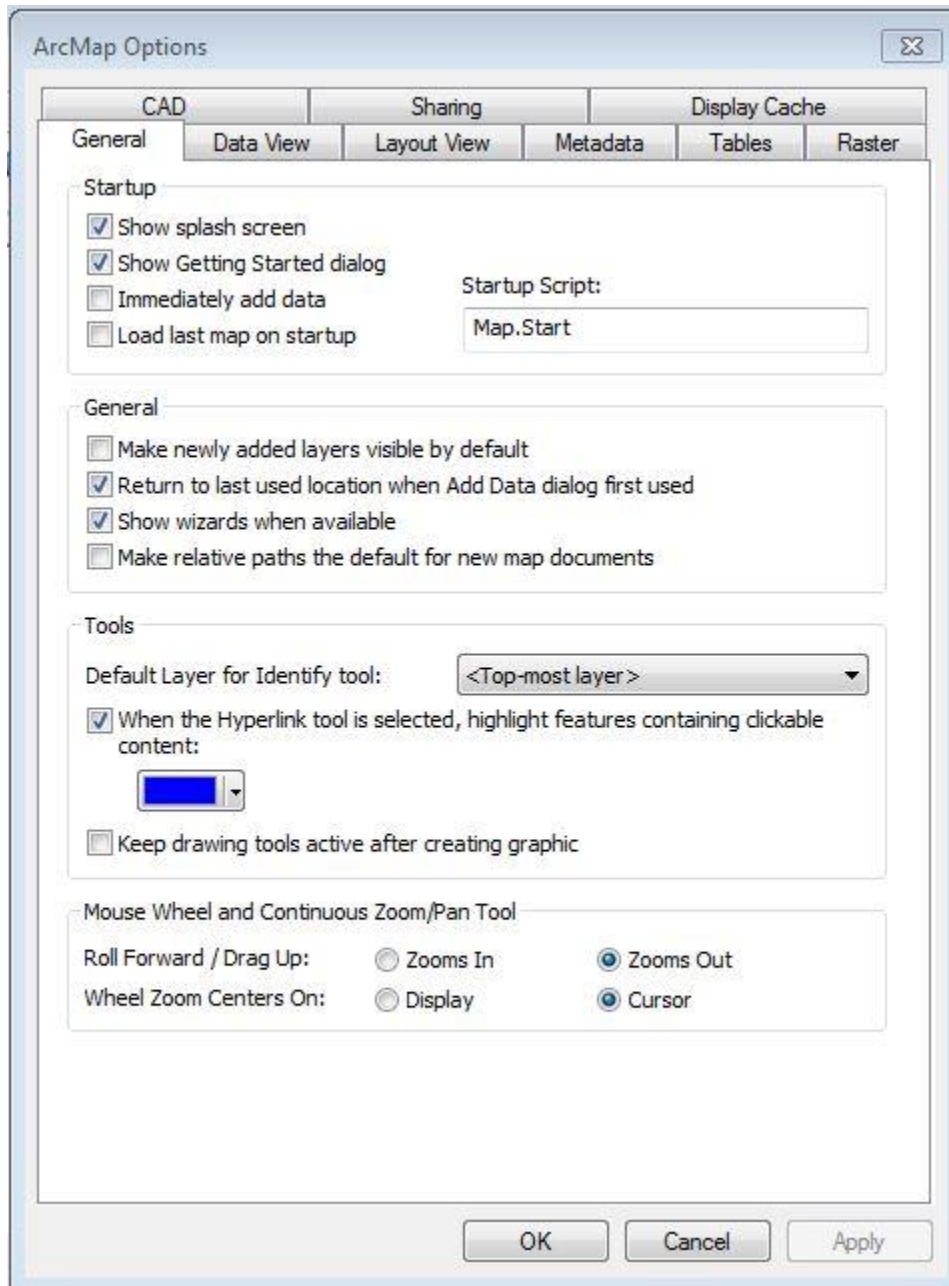 ArcMap Options
CAD Sharing Display Cache
General Data View Layout View Metadata Tables Raster
Startup
Show splash screen
Show Getting Started dialog
Immediately add data
Load last map on startup
Startup Script:
Map.Start
General
Make newly added layers visible by default
Return to last used location when Add Data dialog first used
Show wizards when available
Make relative paths the default for new map documents
Tools
Default Layer for Identify tool: <Top-most layer>
When the Hyperlink tool is selected, highlight features containing clickable
content:
Keep drawing tools active after creating graphic
Mouse Wheel and Continuous Zoom/Pan Tool
Roll Forward / Drag Up: Zooms In Zooms Out
Wheel Zoom Centers On: Display Cursor
OK Cancel Apply